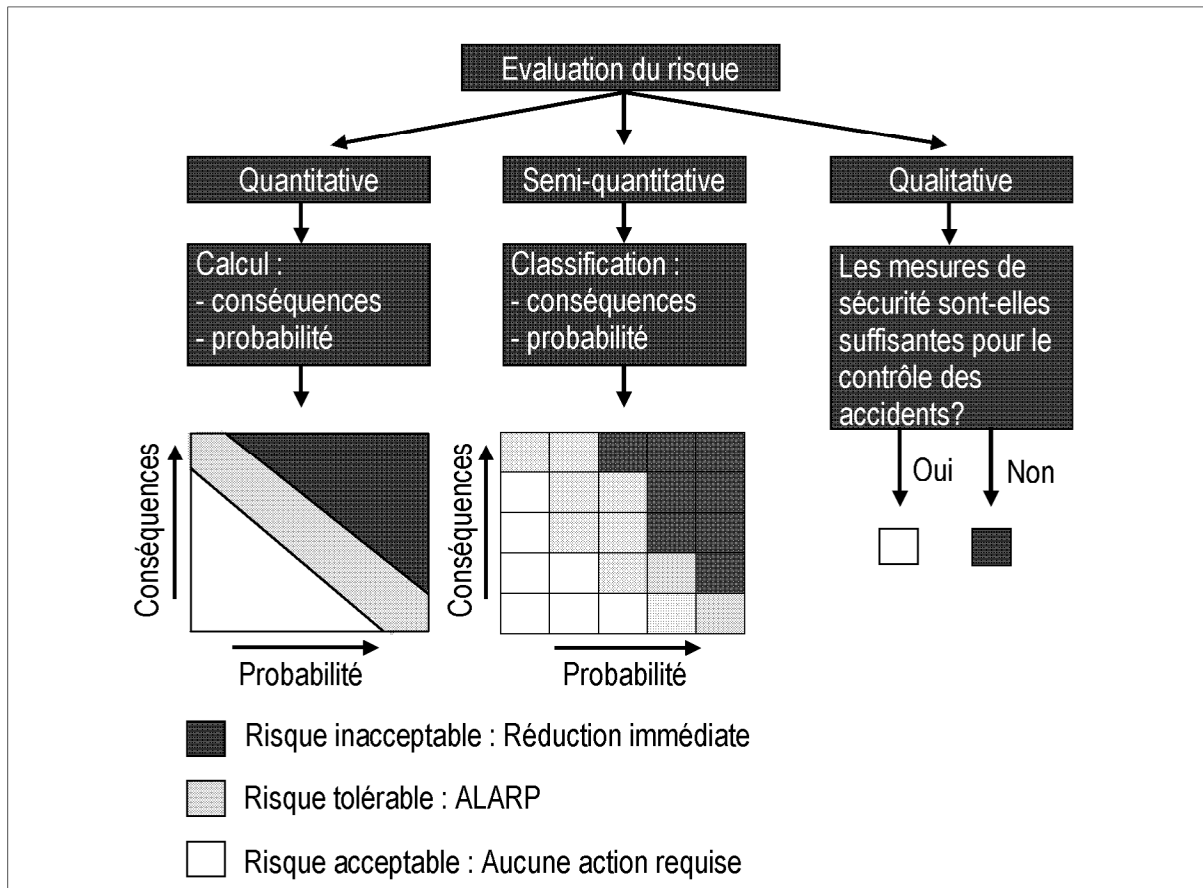 Evaluation du risque
Quantitative
Semi-quantitative
Qualitative
Calcul :
- conséquences
- probabilité
Classification :
- conséquences
- probabilité
Les mesures de
sécurité sont-elles
suffisantes pour le
contrôle des
accidents?
Oui
Non
Conséquences
Probabilité
Conséquences
Probabilité
Risque inacceptable : Réduction immédiate
Risque tolérable : ALARP
Risque acceptable : Aucune action requise